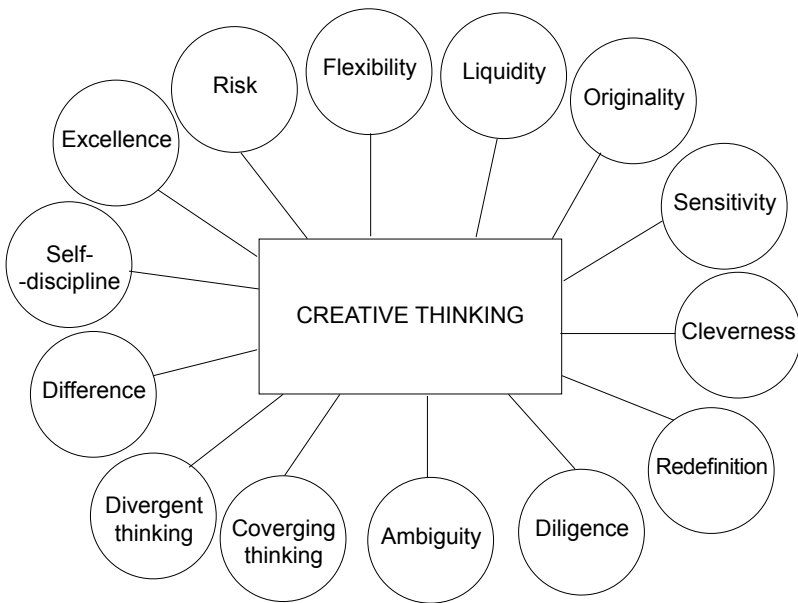 Flexibility
Liquidity
Risk
Originality
Excellence
Sensitivity
Self-
-discipline
CREATIVE THINKING
Cleverness
Difference
Redefinition
Divergent
thinking
Coverging
thinking
Ambiguity
Diligence